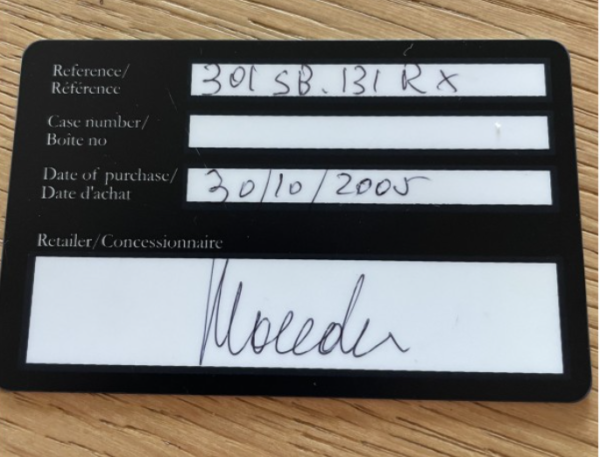 Reference/
Référence
301 SB.131 RX
Case number/
Boîte no
Date of purchase/
Date d'achat
30/10/2005
Retailer/Concessionnaire